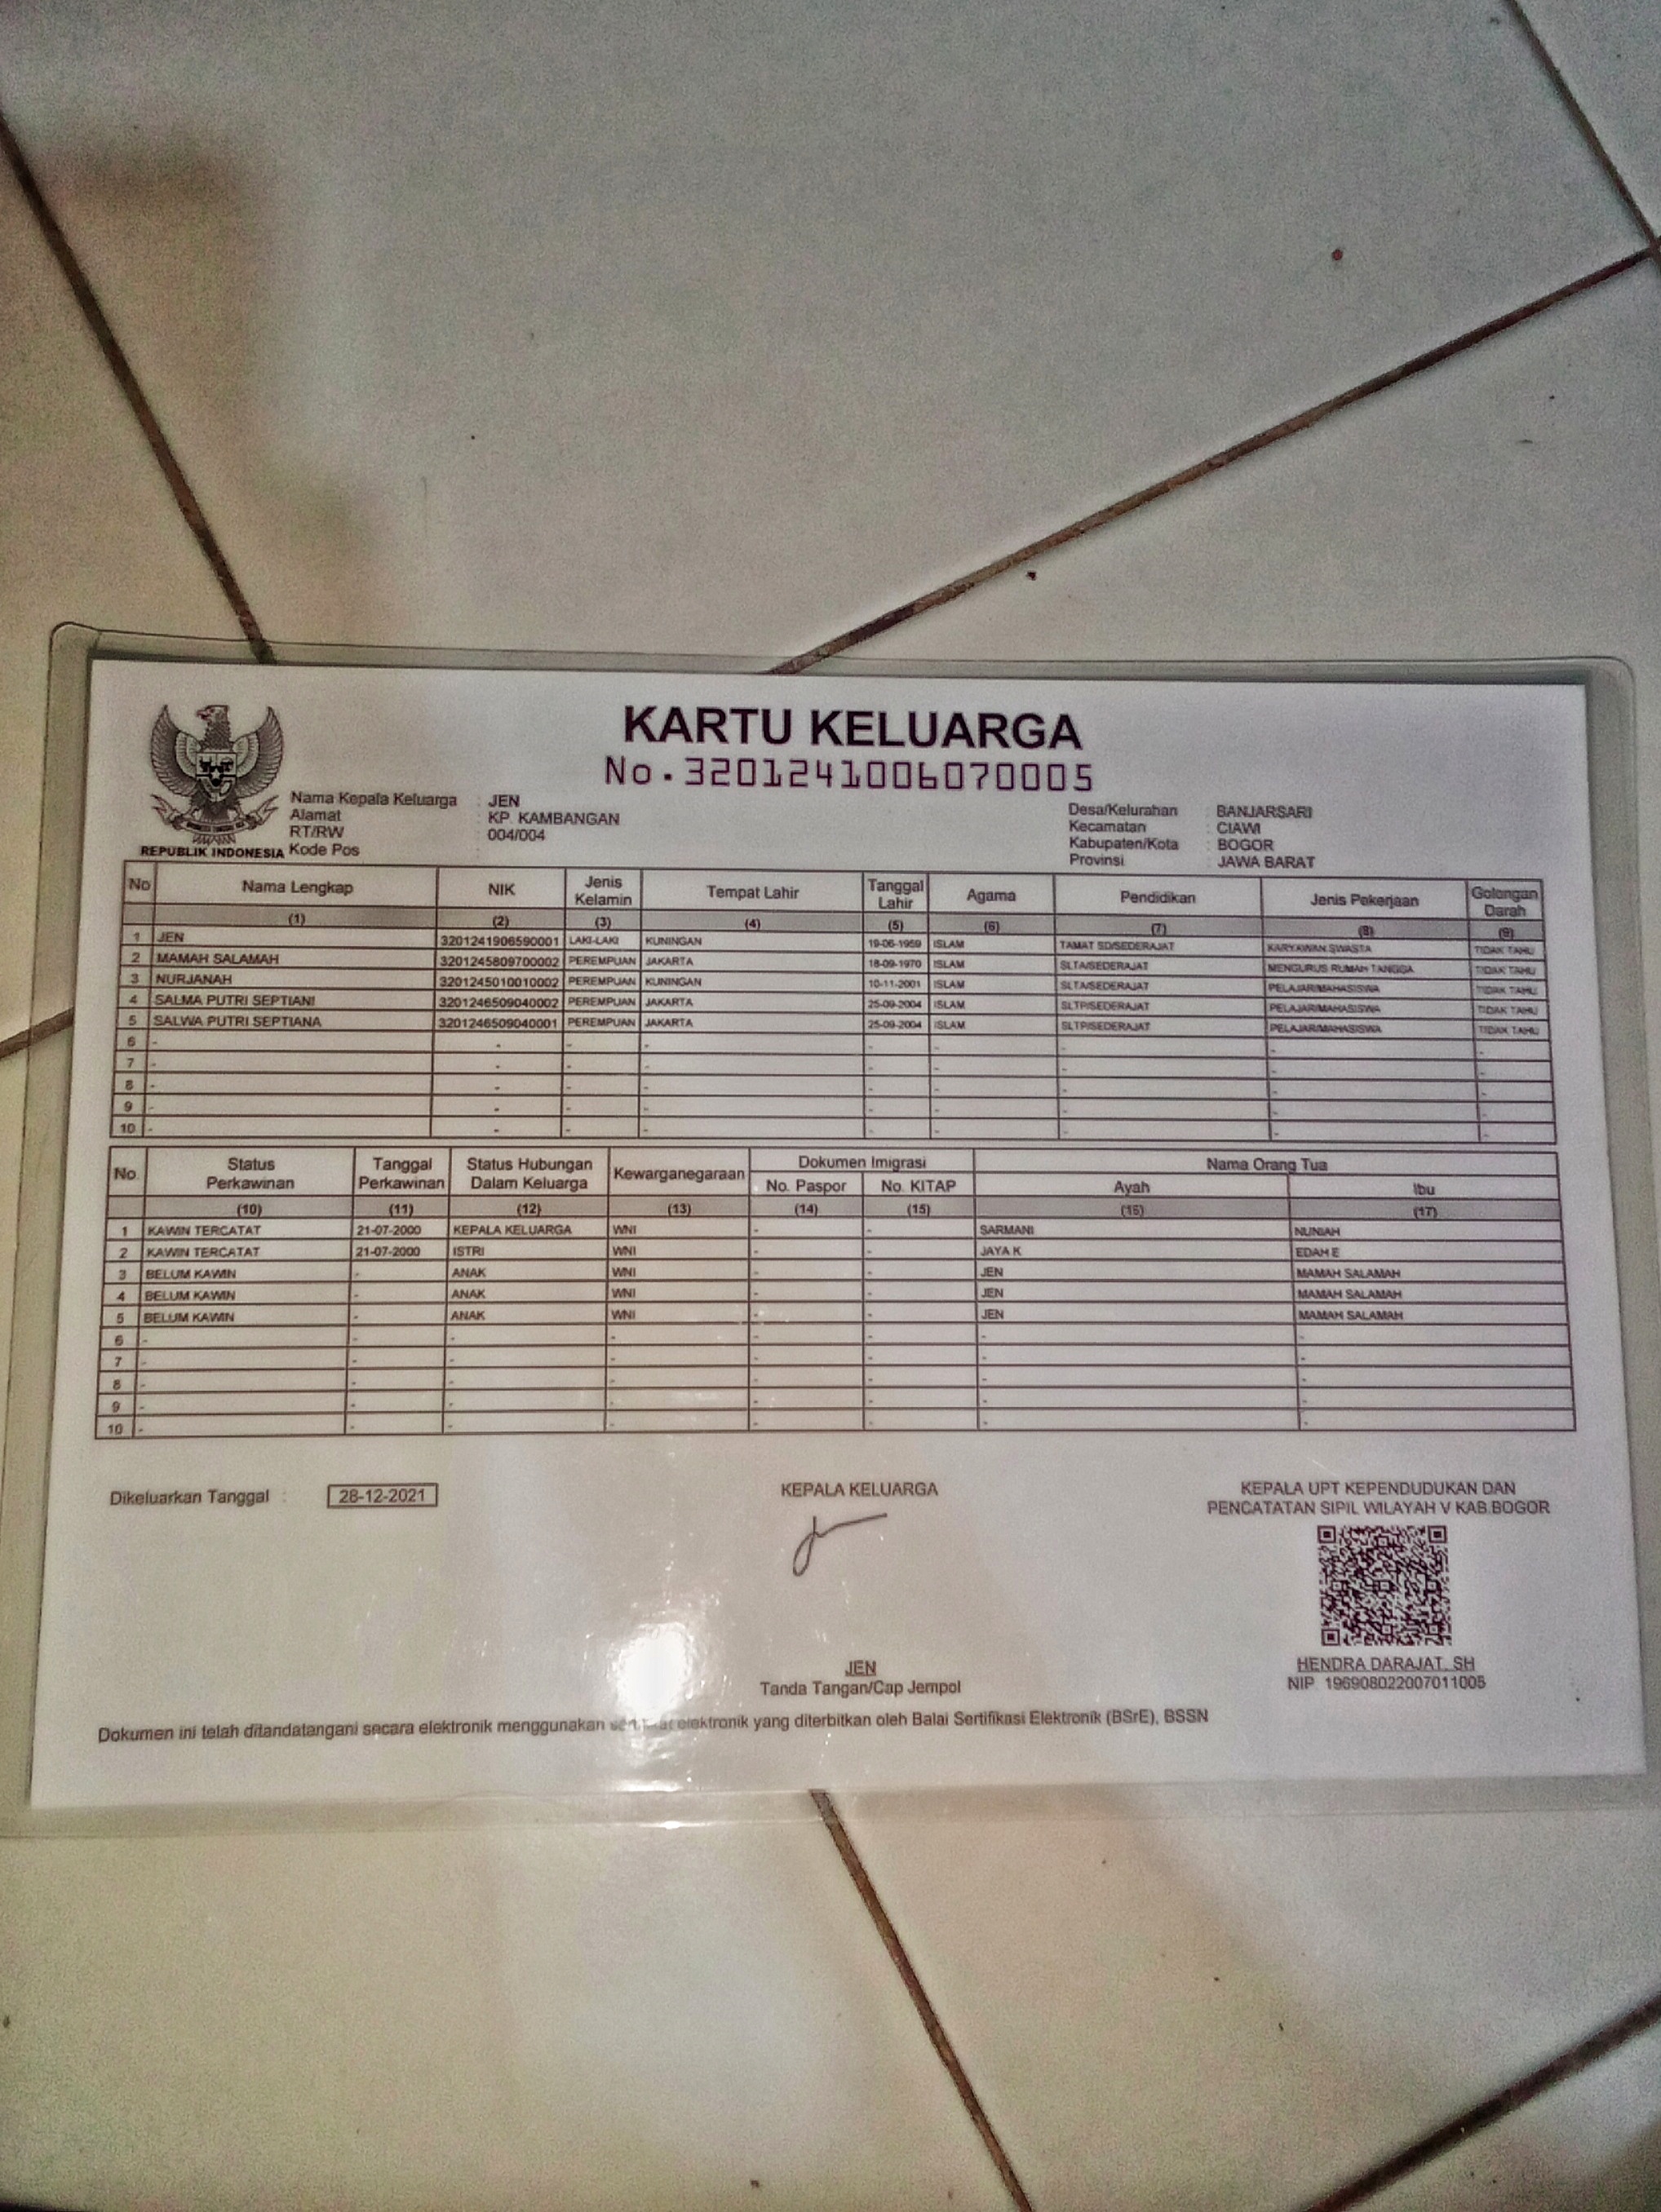 KARTU KELUARGA
No.3201241006070005
Nama Kepala Keluarga : JEN
Alamat : KP. KAMBANGAN
RT/RW : 004/004
Kode Pos :
Desa/Kelurahan : BANJARSARI
Kecamatan : CIAWI
Kabupaten/Kota : BOGOR
Provinsi : JAWA BARAT
REPUBLIK INDONESIA
No Nama Lengkap NIK Jenis Kelamin Tempat Lahir Tanggal Lahir Agama Pendidikan Jenis Pekerjaan Golongan Darah
(1) (2) (3) (4) (5) (6) (7) (8) (9)
1 JEN 3201241906590001 LAKI-LAKI KUNINGAN 19-06-1959 ISLAM TAMAT SD/SEDERAJAT KARYAWAN SWASTA TIDAK TAHU
2 MAMAH SALAMAH 3201245809700002 PEREMPUAN JAKARTA 18-09-1970 ISLAM SLTA/SEDERAJAT MENGURUS RUMAH TANGGA TIDAK TAHU
3 NURJANAH 3201245010010002 PEREMPUAN KUNINGAN 10-11-2001 ISLAM SLTA/SEDERAJAT PELAJAR/MAHASISWA TIDAK TAHU
4 SALMA PUTRI SEPTIANI 3201246509040002 PEREMPUAN JAKARTA 25-09-2004 ISLAM SLTP/SEDERAJAT PELAJAR/MAHASISWA TIDAK TAHU
5 SALWA PUTRI SEPTIANA 3201246509040001 PEREMPUAN JAKARTA 25-09-2004 ISLAM SLTP/SEDERAJAT PELAJAR/MAHASISWA TIDAK TAHU
6 - - - - - - - - -
7 - - - - - - - - -
8 - - - - - - - - -
9 - - - - - - - - -
10 - - - - - - - - -
No Status Perkawinan Tanggal Perkawinan Status Hubungan Dalam Keluarga Kewarganegaraan Dokumen Imigrasi Nama Orang Tua
No. Paspor No. KITAP Ayah Ibu
(10) (11) (12) (13) (14) (15) (16) (17)
1 KAWIN TERCATAT 21-07-2000 KEPALA KELUARGA WNI - - SARMANI NUNIAH
2 KAWIN TERCATAT 21-07-2000 ISTRI WNI - - JAYA K EDAH E
3 BELUM KAWIN - ANAK WNI - - JEN MAMAH SALAMAH
4 BELUM KAWIN - ANAK WNI - - JEN MAMAH SALAMAH
5 BELUM KAWIN - ANAK WNI - - JEN MAMAH SALAMAH
6 - - - - - - - -
7 - - - - - - - -
8 - - - - - - - -
9 - - - - - - - -
10 - - - - - - - -
Dikeluarkan Tanggal : 28-12-2021
KEPALA KELUARGA
JEN
Tanda Tangan/Cap Jempol
KEPALA UPT KEPENDUDUKAN DAN
PENCATATAN SIPIL WILAYAH V KAB.BOGOR
HENDRA DARAJAT, SH
NIP. 196908022007011005
Dokumen ini telah ditandatangani secara elektronik menggunakan elektronik yang diterbitkan oleh Balai Sertifikasi Elektronik (BSrE), BSSN